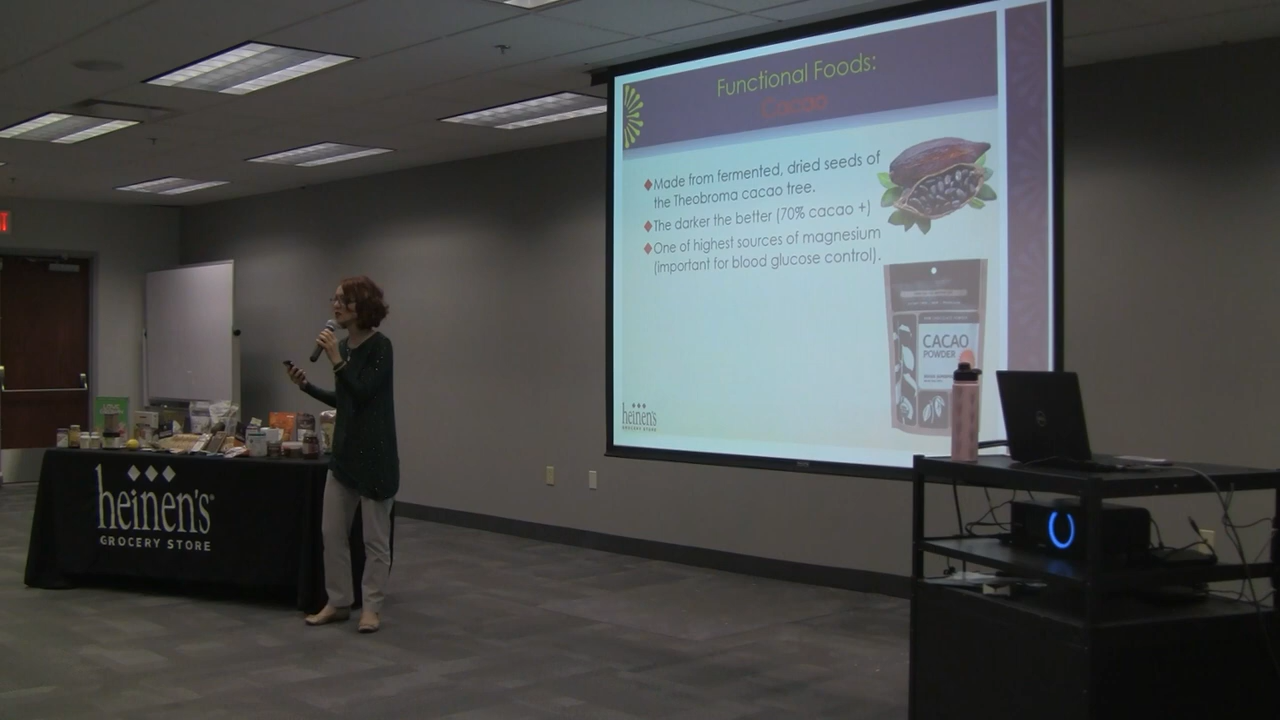 Functional Foods:
Cacao
◆Made from fermented, dried seeds of
the Theobroma cacao tree.
◆The darker the better (70% cacao +)
◆One of highest sources of magnesium
(important for blood glucose control).
CACAO
POWDER
heinen's
GROCERY STORE
heinen's®
GROCERY STORE